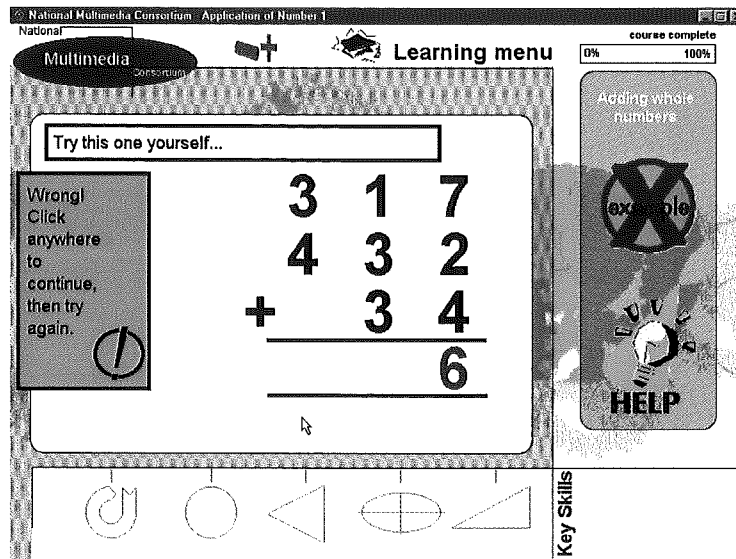 National Multimedia Consortium - Application of Number 1
National
Multimedia
Consortium
Learning menu
course complete
0% 100%
Adding whole
numbers
Try this one yourself...
example
Wrong!
Click
anywhere
to
continue,
then try
again.
3 1 7
4 3 2
+ 3 4
6
HELP
Key Skills